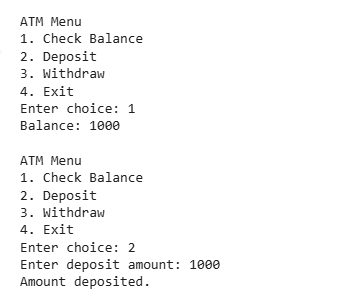 ATM Menu
1. Check Balance
2. Deposit
3. Withdraw
4. Exit
Enter choice: 1
Balance: 1000

ATM Menu
1. Check Balance
2. Deposit
3. Withdraw
4. Exit
Enter choice: 2
Enter deposit amount: 1000
Amount deposited.